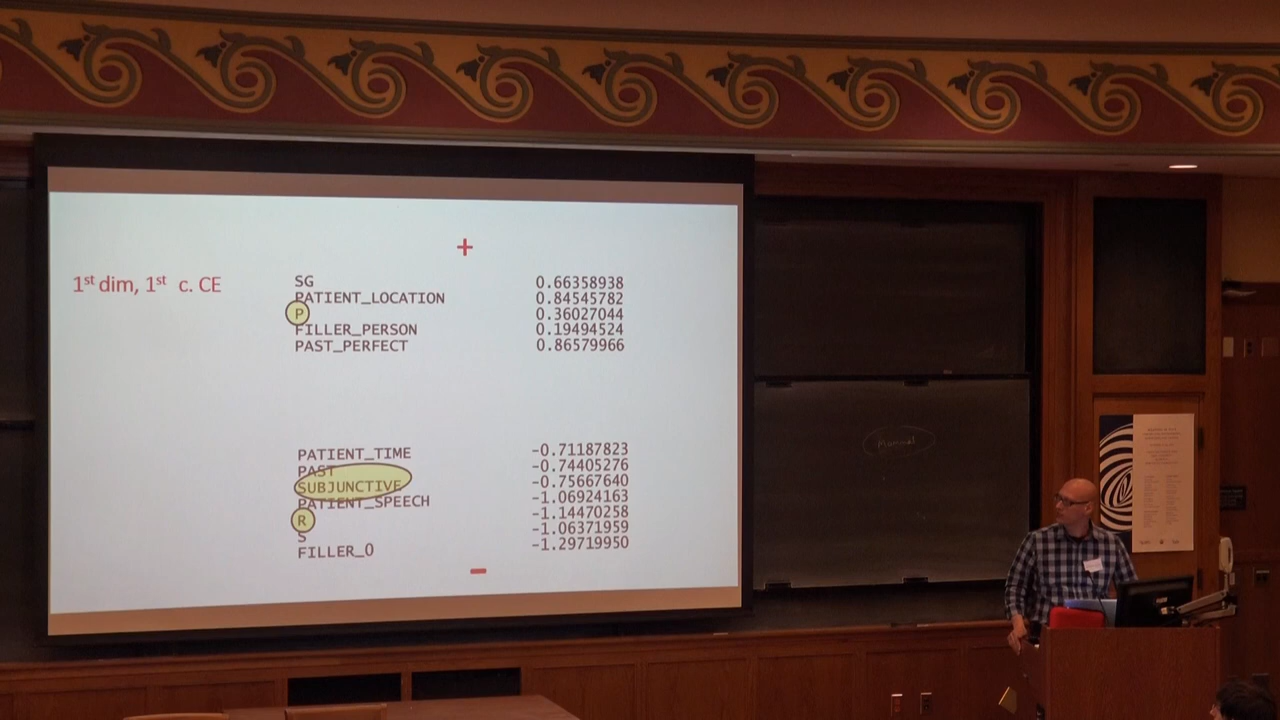 +
1st dim, 1st c. CE
SG 0.66358938
PATIENT_LOCATION 0.84545782
P 0.36027044
FILLER_PERSON 0.19494524
PAST_PERFECT 0.86579966
PATIENT_TIME -0.71187823
PAST -0.74405276
SUBJUNCTIVE -0.75667640
PATIENT_SPEECH -1.06924163
R -1.14470258
S -1.06371959
FILLER_0 -1.29719950
-
Manual